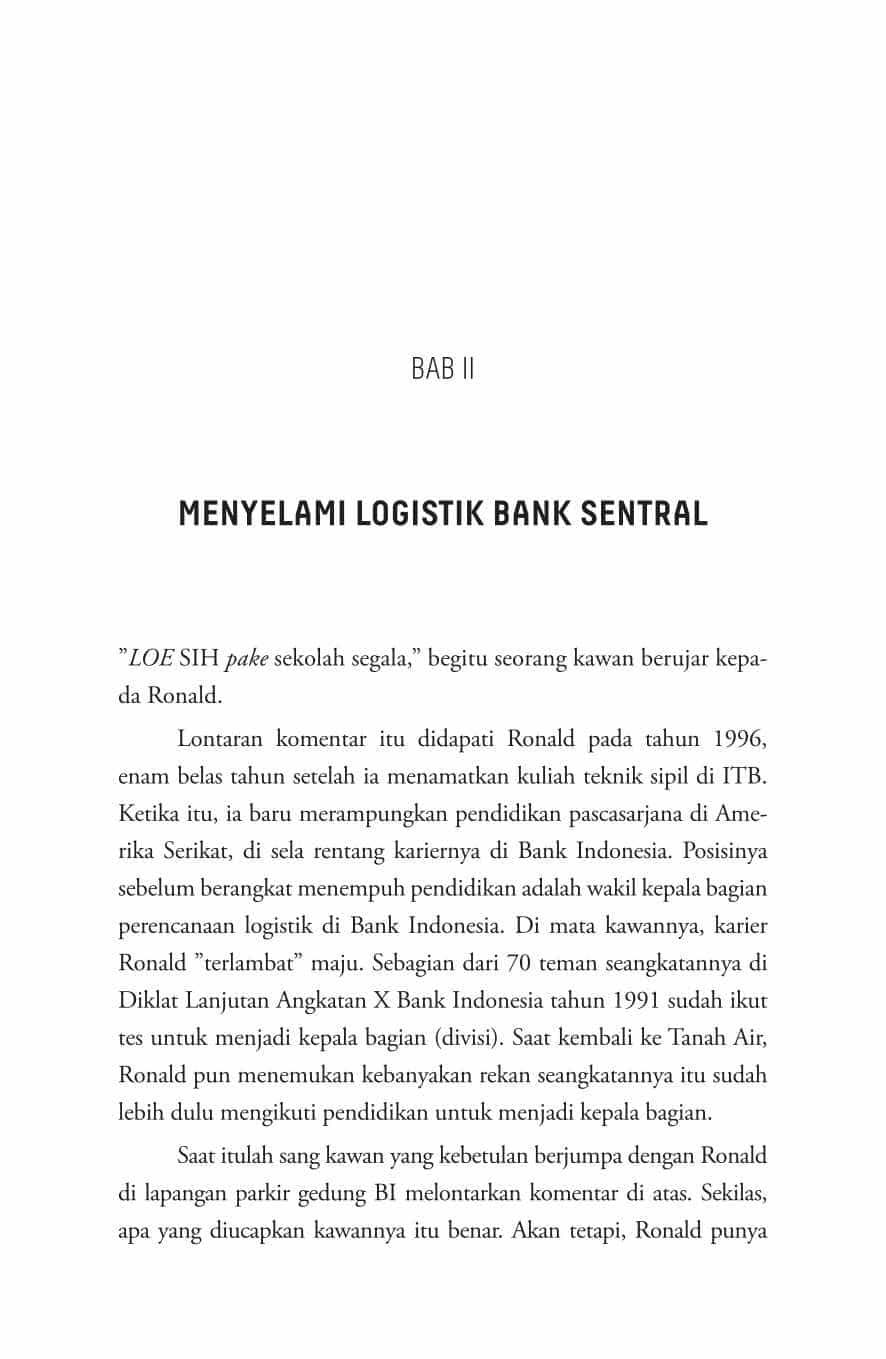 BAB II
MENYELAMI LOGISTIK BANK SENTRAL
”LOE SIH pake sekolah segala,” begitu seorang kawan berujar kepa-
da Ronald.
Lontaran komentar itu didapati Ronald pada tahun 1996,
enam belas tahun setelah ia menamatkan kuliah teknik sipil di ITB.
Ketika itu, ia baru merampungkan pendidikan pascasarjana di Ame-
rika Serikat, di sela rentang kariernya di Bank Indonesia. Posisinya
sebelum berangkat menempuh pendidikan adalah wakil kepala bagian
perencanaan logistik di Bank Indonesia. Di mata kawannya, karier
Ronald ”terlambat” maju. Sebagian dari 70 teman seangkatannya di
Diklat Lanjutan Angkatan X Bank Indonesia tahun 1991 sudah ikut
tes untuk menjadi kepala bagian (divisi). Saat kembali ke Tanah Air,
Ronald pun menemukan kebanyakan rekan seangkatannya itu sudah
lebih dulu mengikuti pendidikan untuk menjadi kepala bagian.
Saat itulah sang kawan yang kebetulan berjumpa dengan Ronald
di lapangan parkir gedung BI melontarkan komentar di atas. Sekilas,
apa yang diucapkan kawannya itu benar. Akan tetapi, Ronald punya